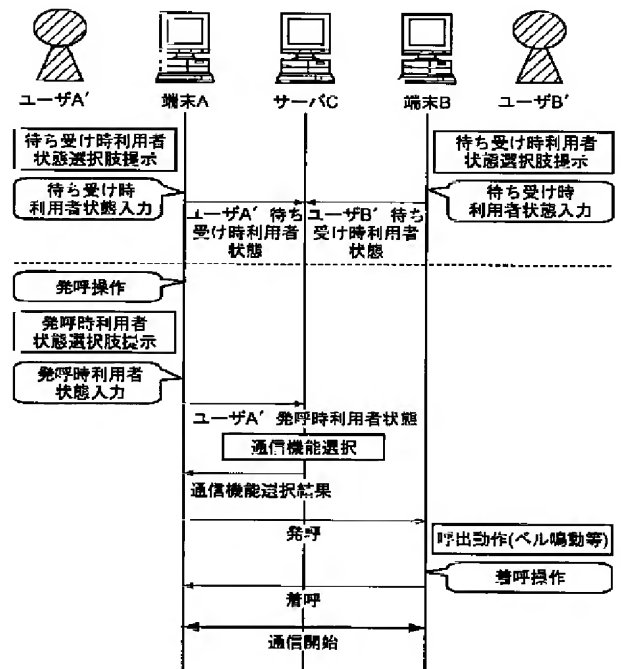 ユーザA′ 端末A サーバC 端末B ユーザB′
待ち受け時利用者
状態選択肢提示
待ち受け時利用者
状態選択肢提示
待ち受け時
利用者状態入力
待ち受け時
利用者状態入力
ユーザA′ 待ち
受け時利用者
状態
ユーザB′ 待ち
受け時利用者
状態
発呼操作
発呼時利用者
状態選択肢提示
発呼時利用者
状態入力
ユーザA′ 発呼時利用者状態
通信機能選択
通信機能選択結果
発呼
呼出動作(ベル鳴動等)
着呼操作
着呼
通信開始